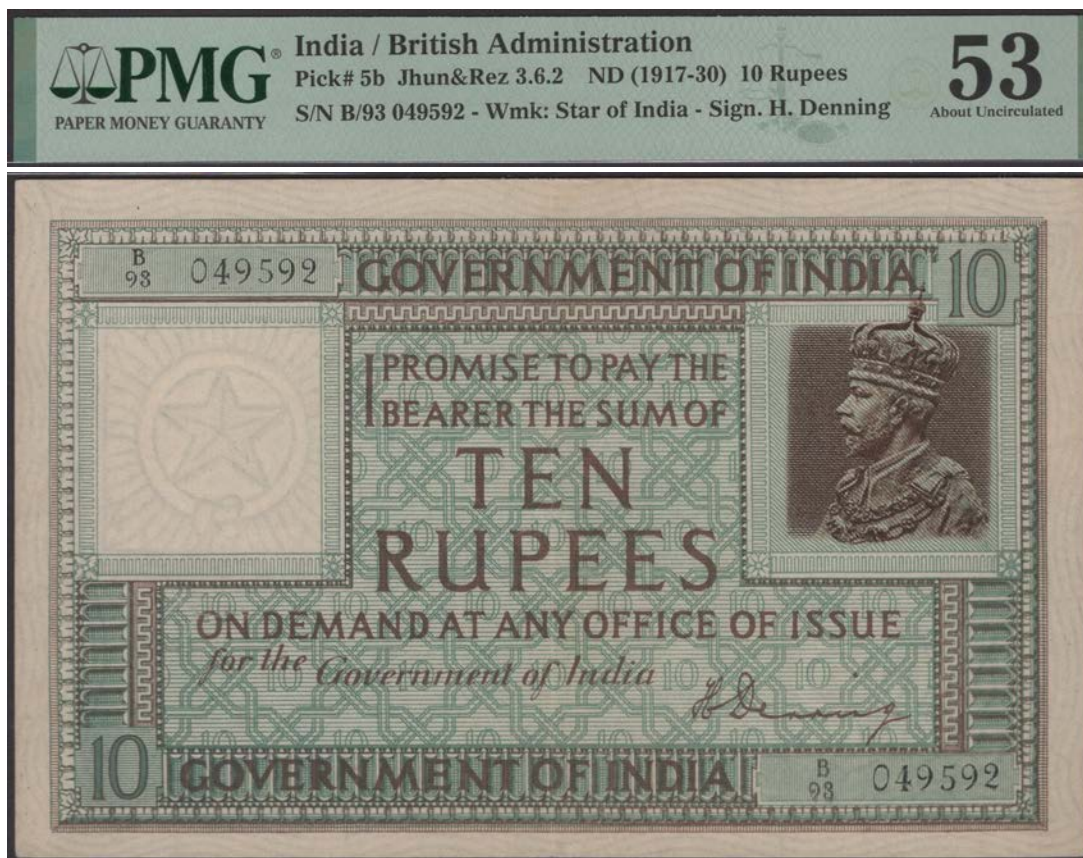 PMG®
PAPER MONEY GUARANTY
India / British Administration
Pick# 5b Jhun&Rez 3.6.2 ND (1917-30) 10 Rupees
S/N B/93 049592 - Wmk: Star of India - Sign. H. Denning
53
About Uncirculated
B
93 049592
GOVERNMENT OF INDIA
10
I PROMISE TO PAY THE
BEARER THE SUM OF
TEN
RUPEES
ON DEMAND AT ANY OFFICE OF ISSUE
for the Government of India
H Denning
10
GOVERNMENT OF INDIA
B
93 049592